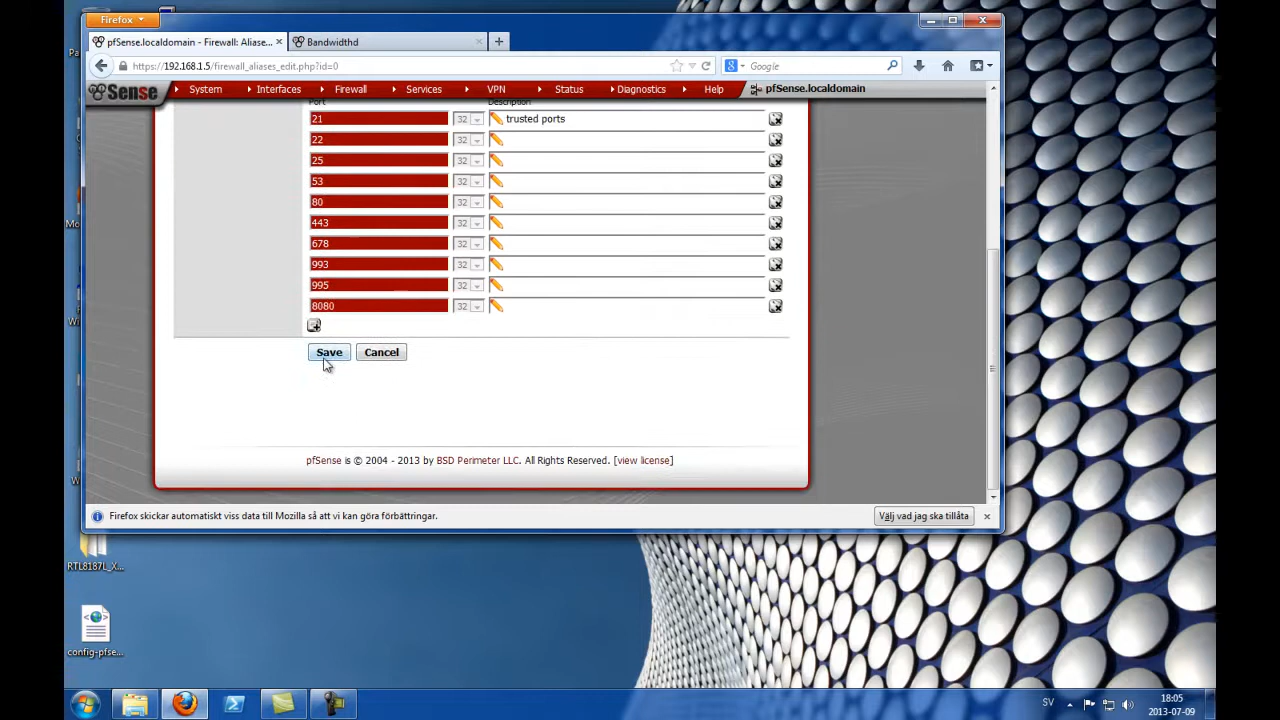 Firefox
pfSense.localdomain - Firewall: Aliase...
Bandwidthd
https://192.168.1.5/firewall_aliases_edit.php?id=0
Google
Sense
System
Interfaces
Firewall
Services
VPN
Status
Diagnostics
Help
pfSense.localdomain
Port
Description
21 32 trusted ports
22 32
25 32
53 32
80 32
443 32
678 32
993 32
995 32
8080 32
Save
Cancel
pfSense is © 2004 - 2013 by BSD Perimeter LLC. All Rights Reserved. [view license]
Firefox skickar automatiskt viss data till Mozilla så att vi kan göra förbättringar.
Välj vad jag ska tillåta
RTL8187L_X...
config-pfse...
SV
18:05
2013-07-09